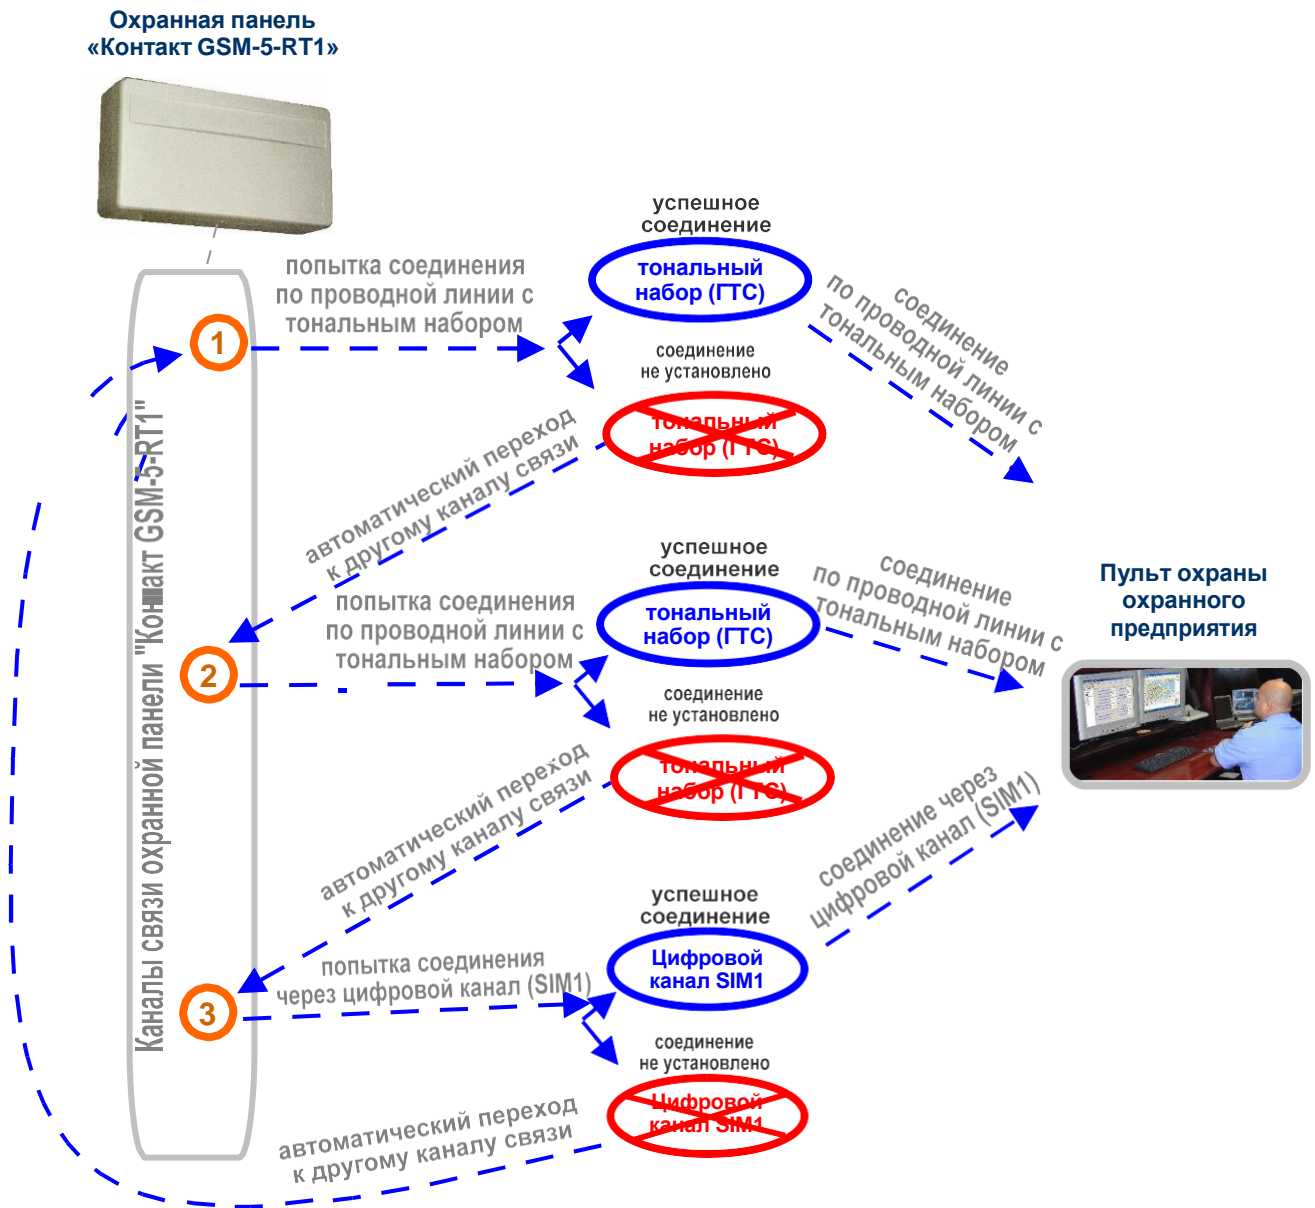 Охранная панель
«Контакт GSM-5-RT1»
успешное
соединение
попытка соединения
по проводной линии с
тональным набором
тональный
набор (ГТС)
соединение
по проводной линии с
тональным набором
1
соединение
не установлено
тональный
набор (ГТС)
автоматический переход
к другому каналу связи
Каналы связи охранной панели "Контакт GSM-5-RT1"
успешное
соединение
попытка соединения
по проводной линии с
тональным набором
тональный
набор (ГТС)
соединение
по проводной линии с
тональным набором
Пульт охраны
охранного
предприятия
2
соединение
не установлено
тональный
набор (ГТС)
автоматический переход
к другому каналу связи
соединение через
цифровой канал (SIM1)
успешное
соединение
попытка соединения
через цифровой канал (SIM1)
Цифровой
канал SIM1
3
соединение
не установлено
Цифровой
канал SIM1
автоматический переход
к другому каналу связи